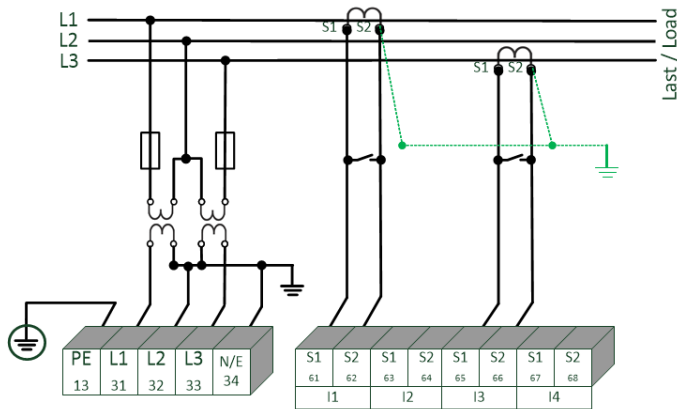 L1
L2
L3
S1 S2
S1 S2
Last / Load
PE L1 L2 L3 N/E
13 31 32 33 34
S1 S2 S1 S2 S1 S2 S1 S2
61 62 63 64 65 66 67 68
I1 I2 I3 I4